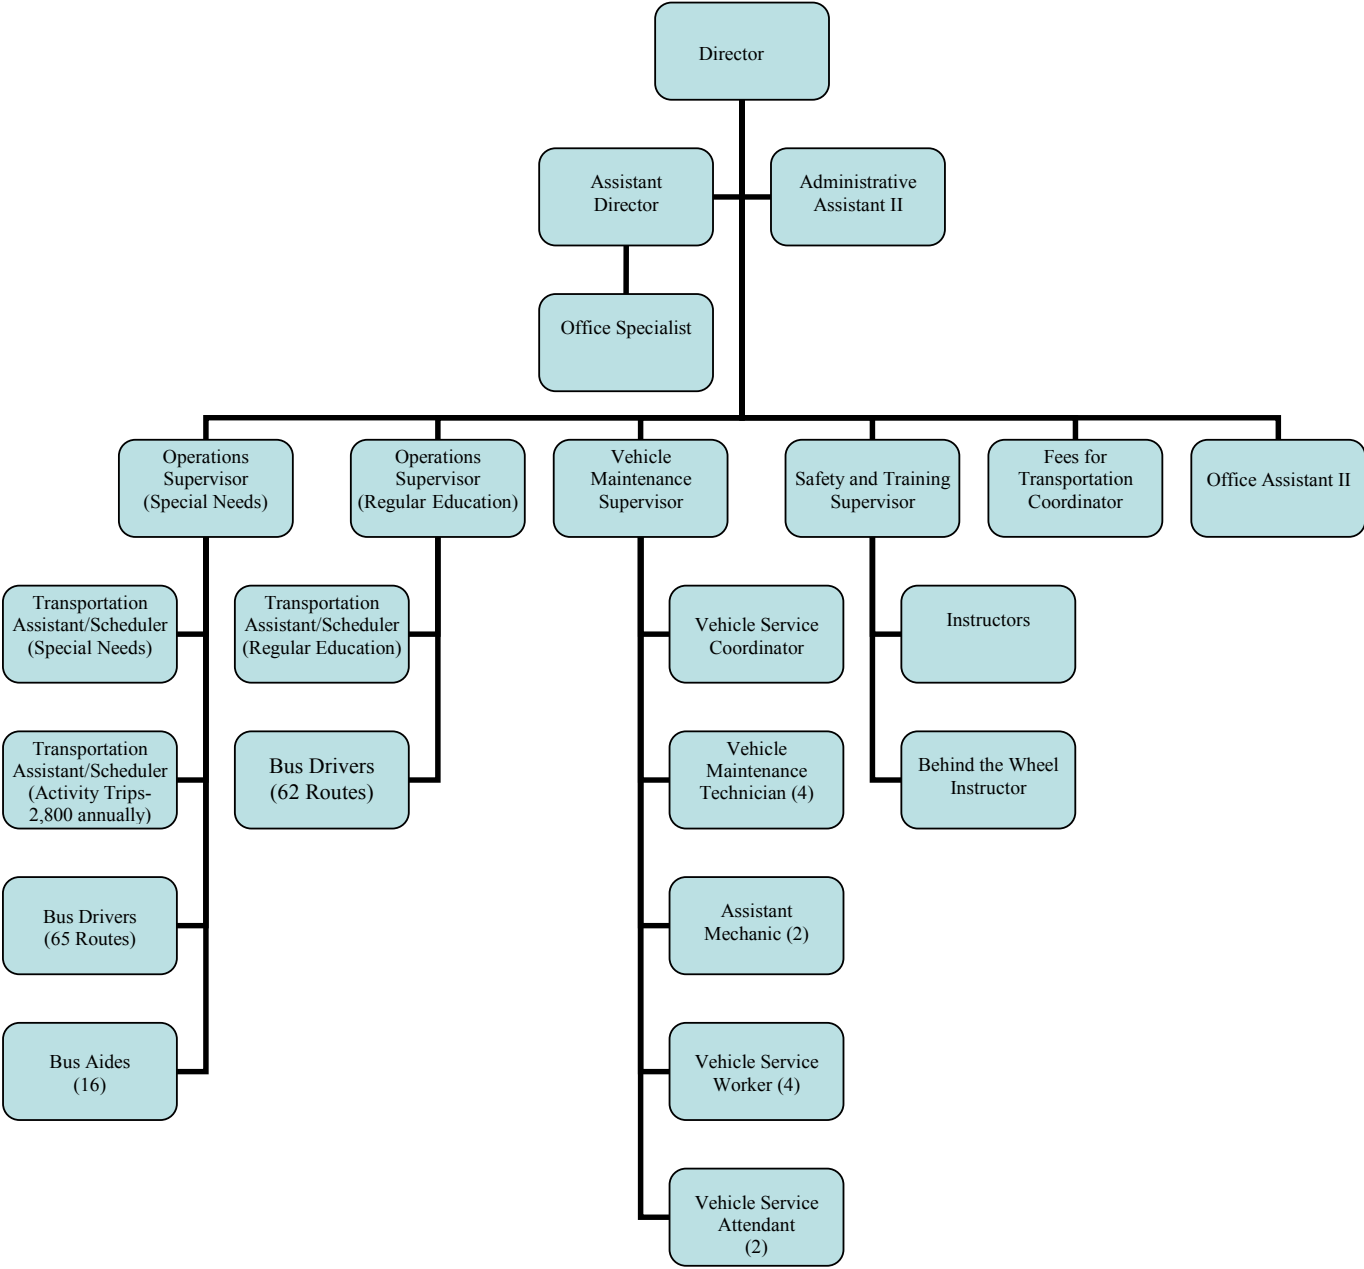 Director
Assistant
Director
Administrative
Assistant II
Office Specialist
Operations
Supervisor
(Special Needs)
Operations
Supervisor
(Regular Education)
Vehicle
Maintenance
Supervisor
Safety and Training
Supervisor
Fees for
Transportation
Coordinator
Office Assistant II
Transportation
Assistant/Scheduler
(Special Needs)
Transportation
Assistant/Scheduler
(Regular Education)
Vehicle Service
Coordinator
Instructors
Transportation
Assistant/Scheduler
(Activity Trips-
2,800 annually)
Bus Drivers
(62 Routes)
Vehicle
Maintenance
Technician (4)
Behind the Wheel
Instructor
Bus Drivers
(65 Routes)
Assistant
Mechanic (2)
Bus Aides
(16)
Vehicle Service
Worker (4)
Vehicle Service
Attendant
(2)